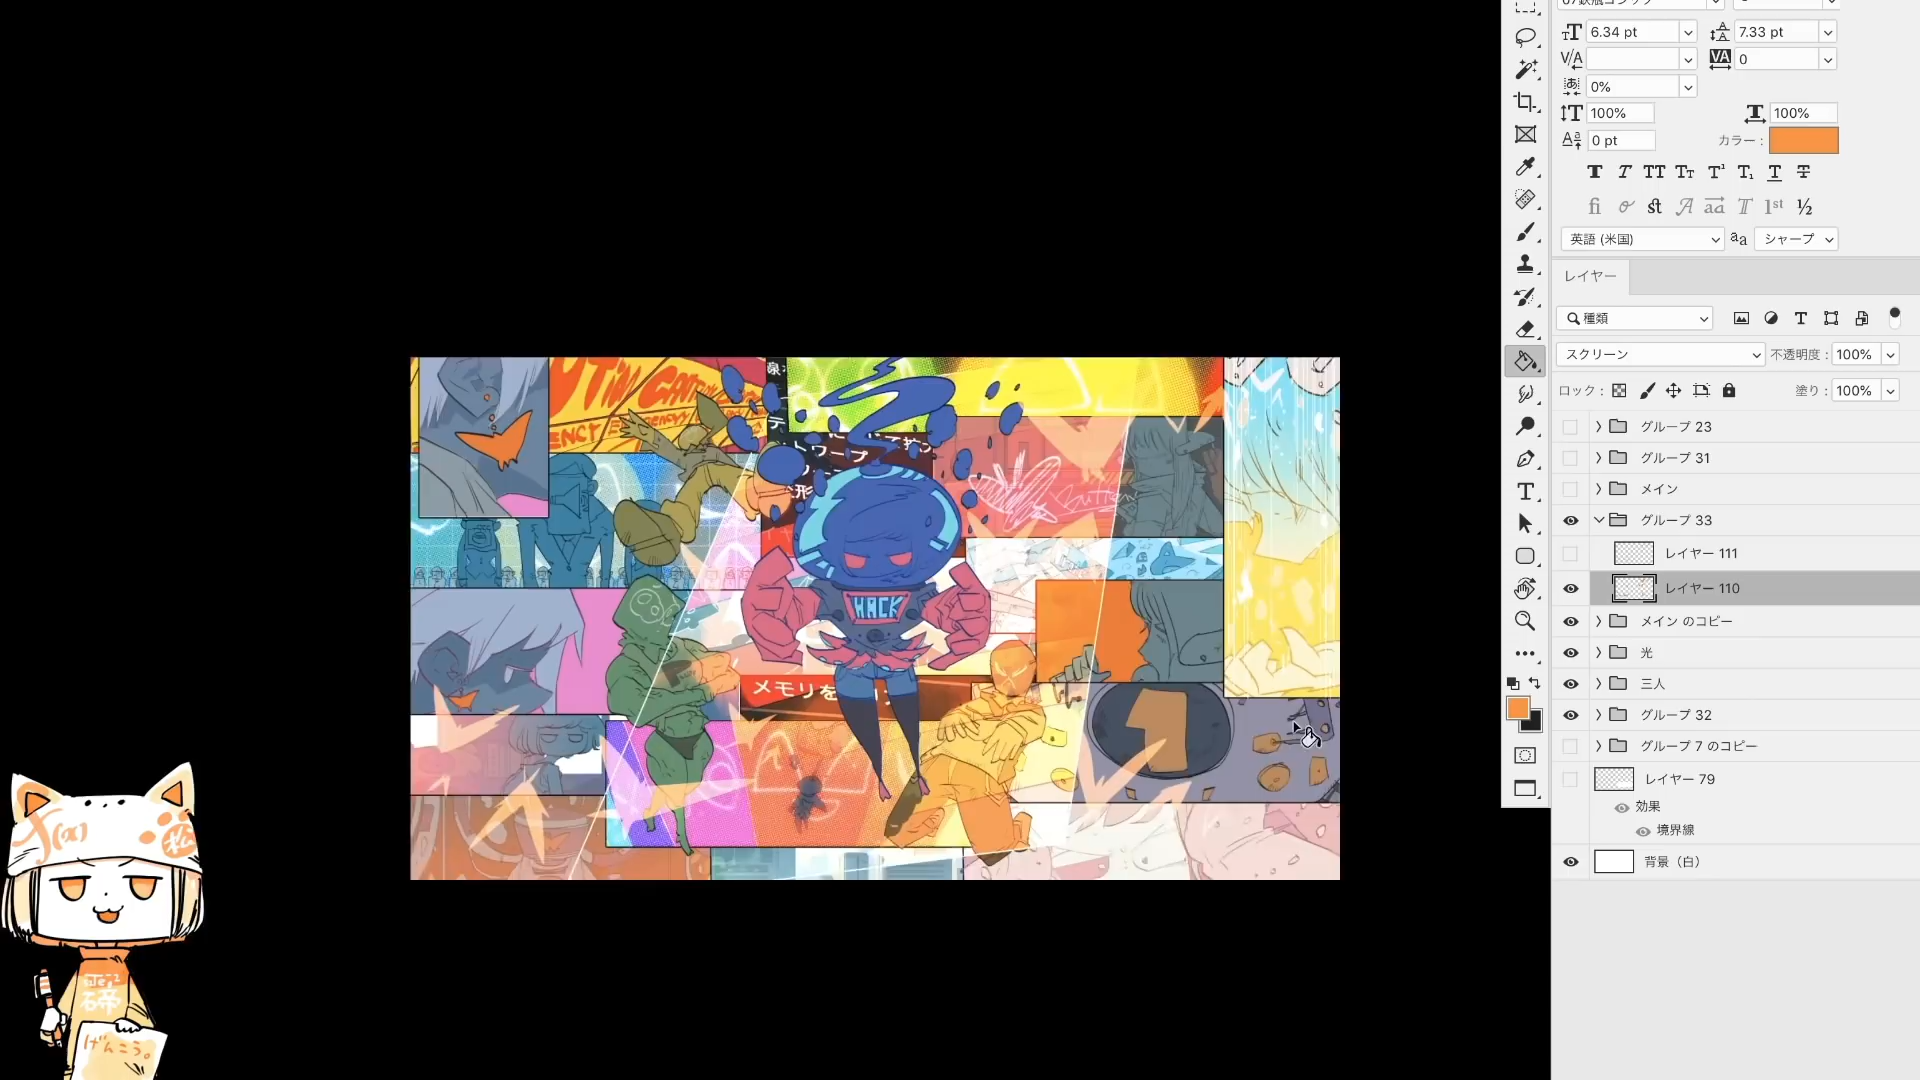 6.34 pt
7.33 pt
0
0%
100%
100%
0 pt
カラー :
英語 (米国)
シャープ
レイヤー
種類
スクリーン
不透明度 :
100%
ロック :
塗り :
100%
グループ 23
グループ 31
メイン
グループ 33
レイヤー 111
レイヤー 110
メイン のコピー
光
三人
グループ 32
グループ 7 のコピー
レイヤー 79
効果
境界線
背景（白）
HACK
メモリを
トワープ
f(x)
松
げんこう。